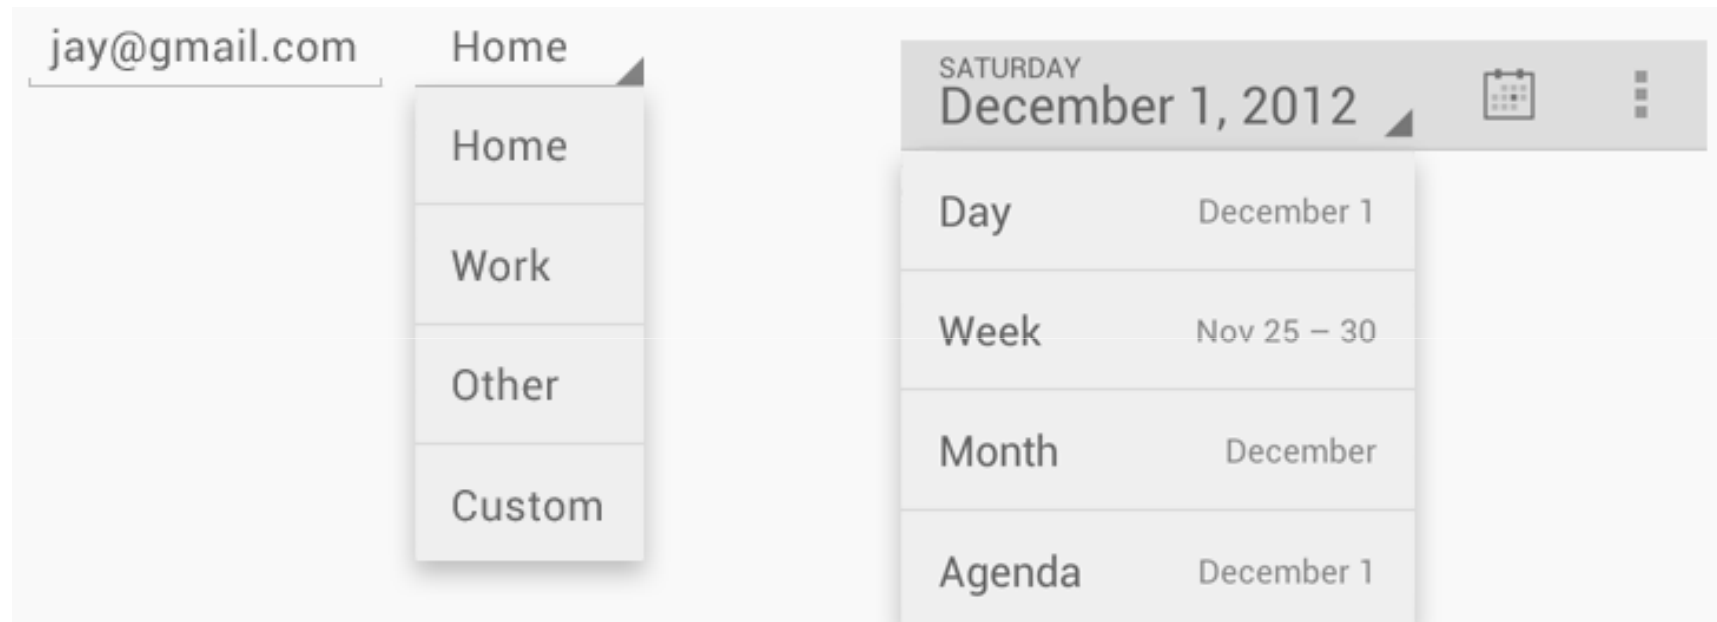 jay@gmail.com
Home
Home
Work
Other
Custom
SATURDAY
December 1, 2012
Day December 1
Week Nov 25 – 30
Month December
Agenda December 1